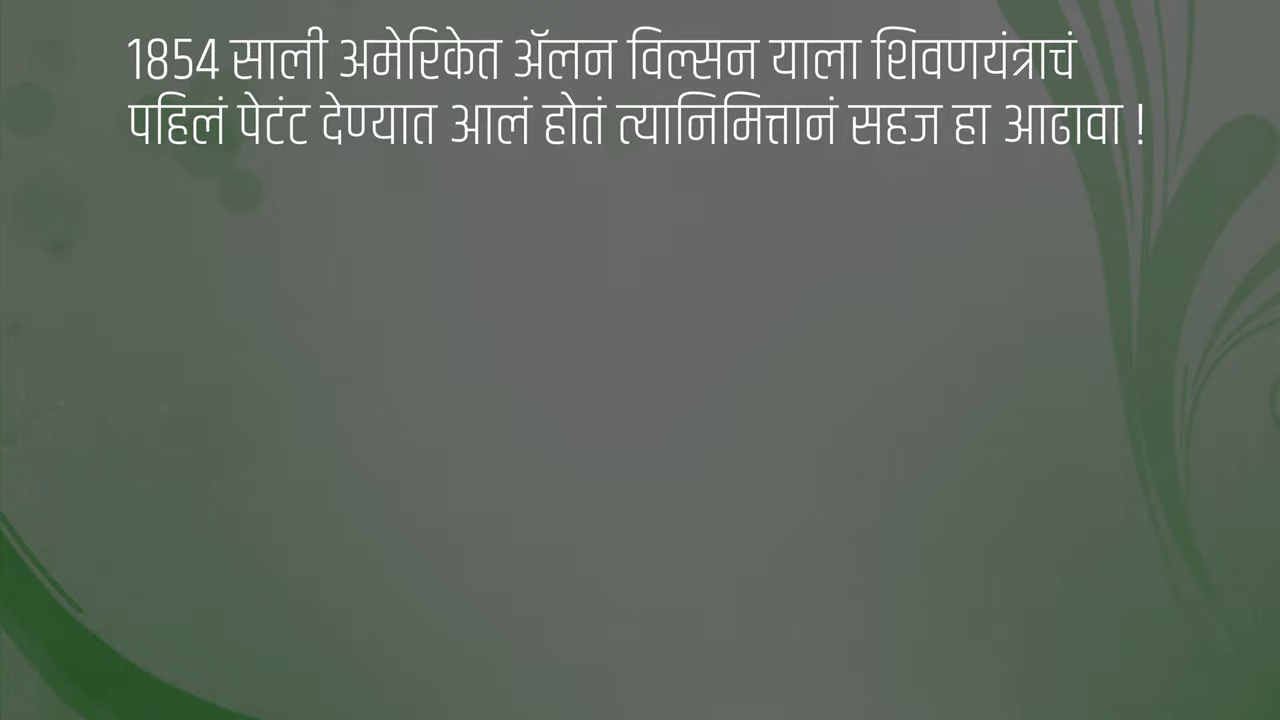 1854 साली अमेरिकेत ॲलन विल्सन याला शिवणयंत्राचं
पहिलं पेटंट देण्यात आलं होतं त्यानिमित्तानं सहज हा आढावा !